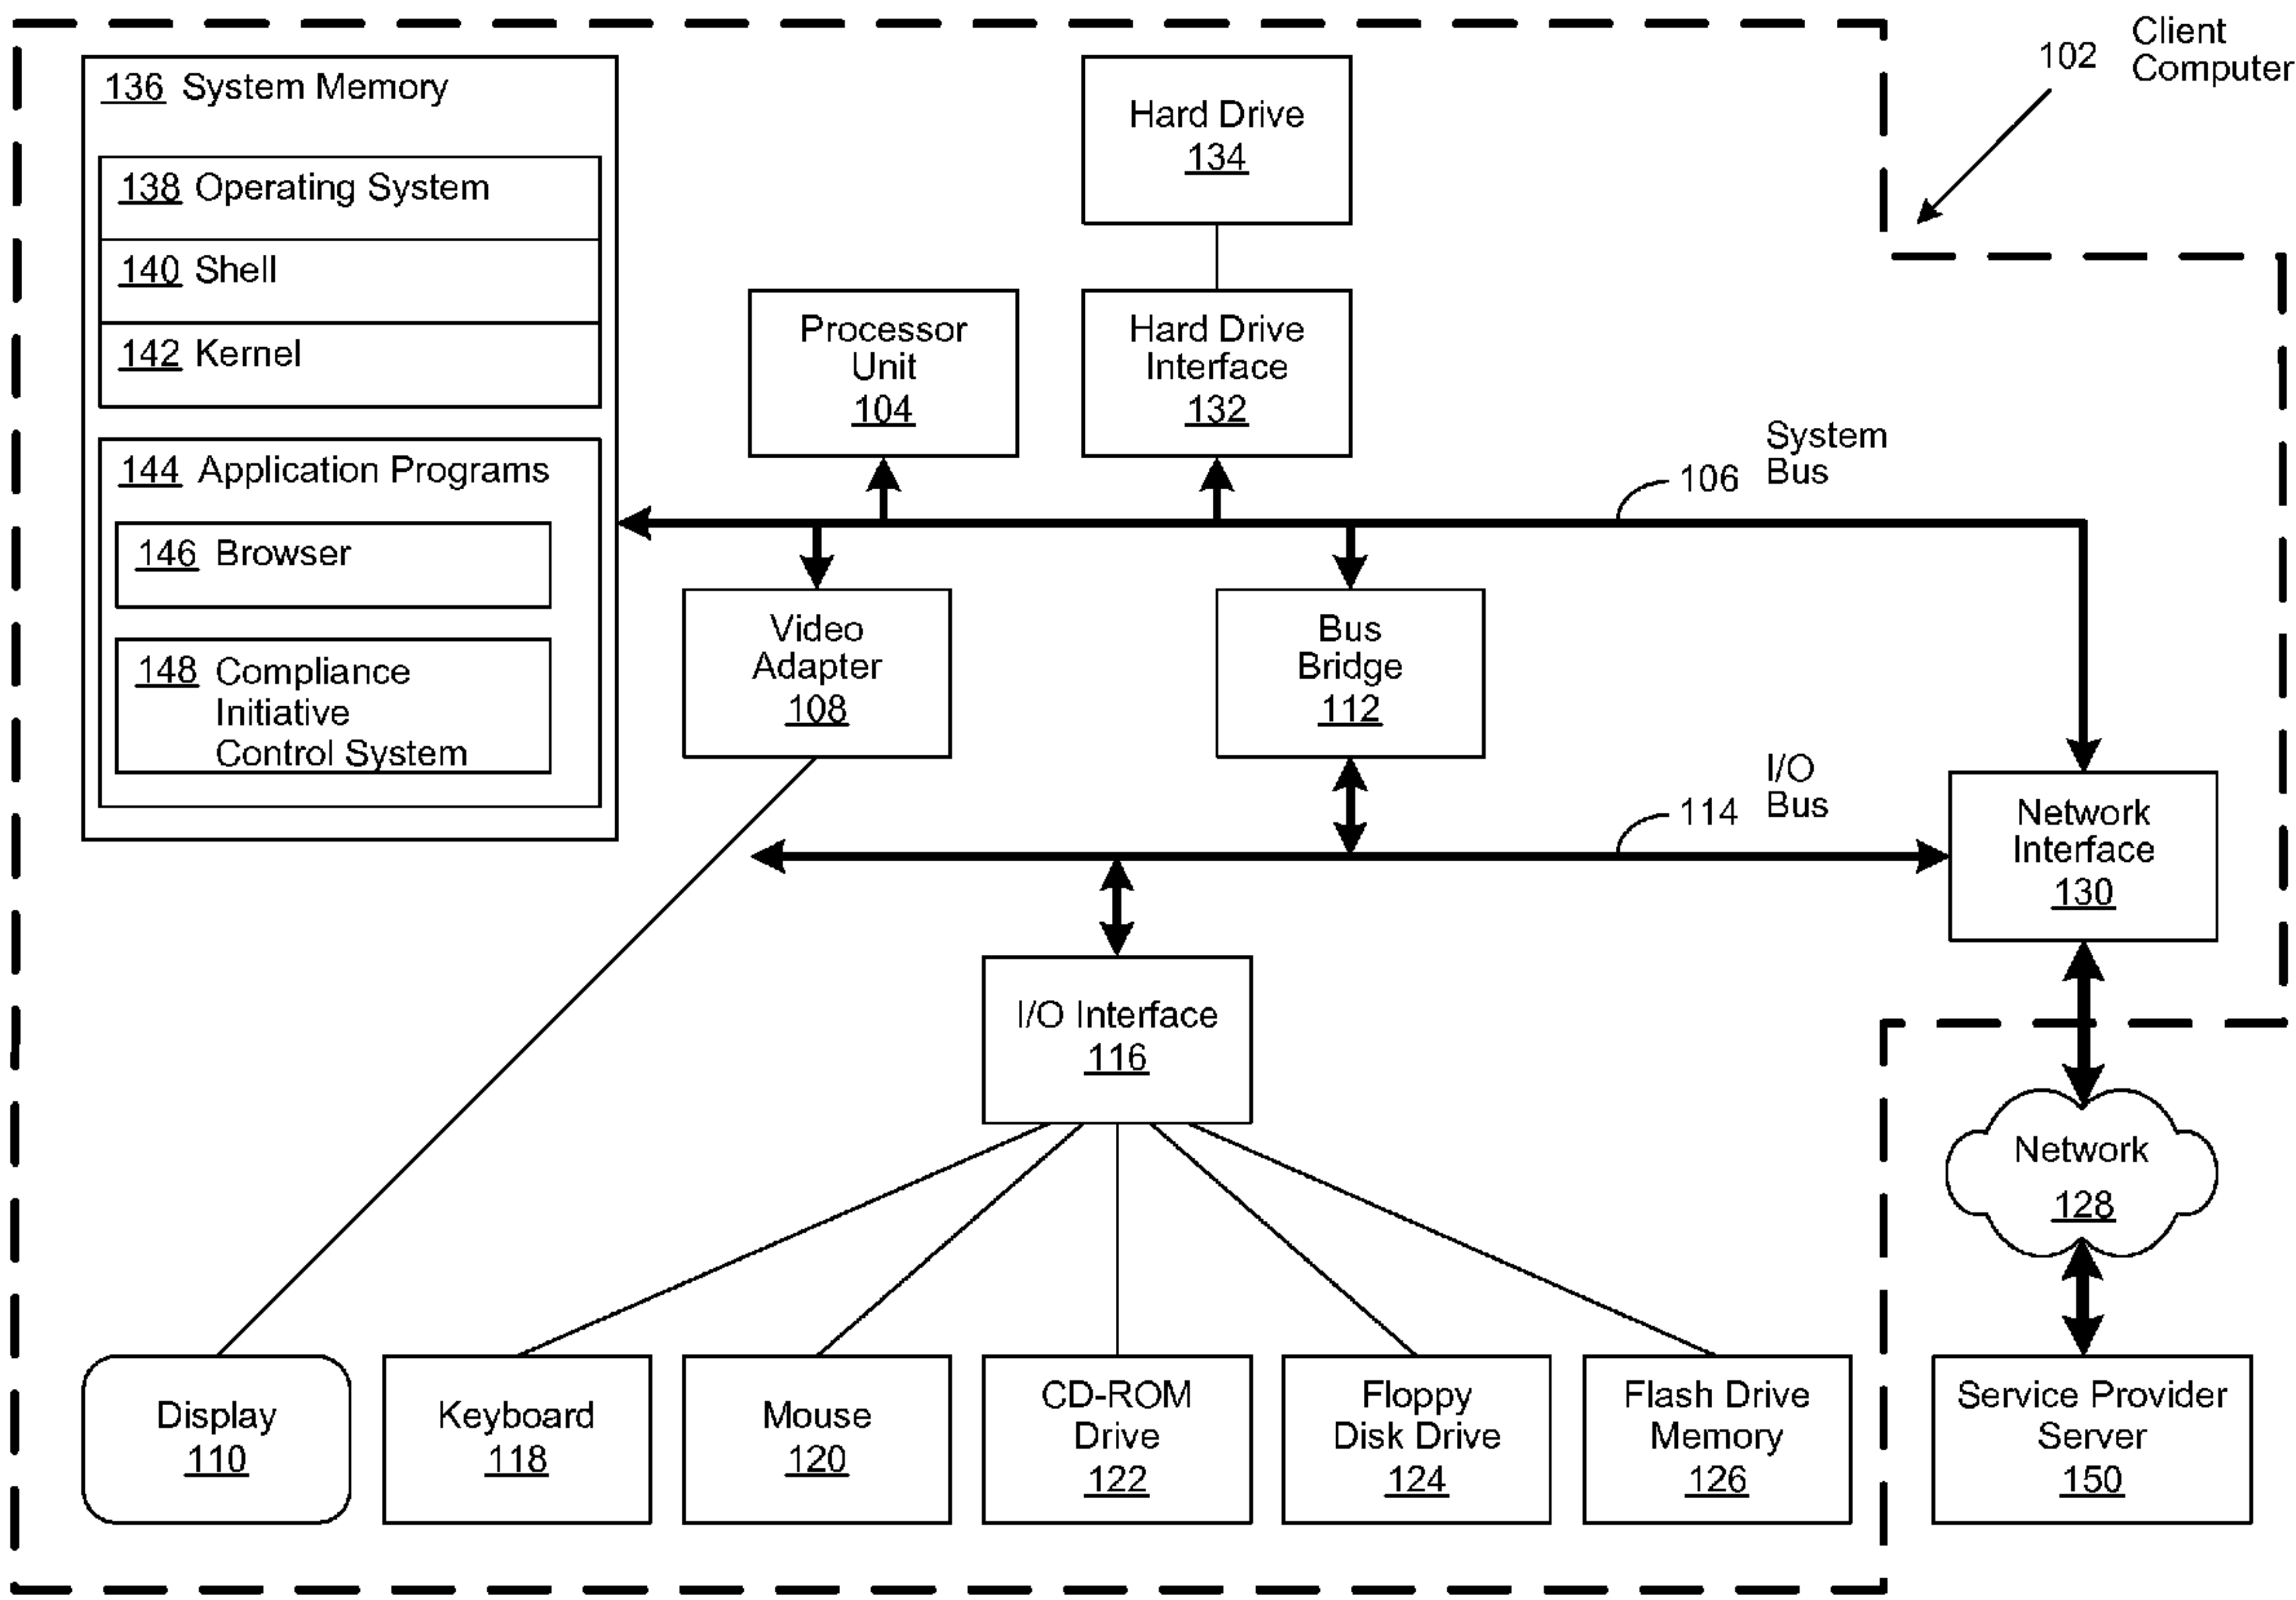 Client
102 Computer
136 System Memory
138 Operating System
140 Shell
142 Kernel
144 Application Programs
146 Browser
148 Compliance
Initiative
Control System
Hard Drive
134
Processor
Unit
104
Hard Drive
Interface
132
System
106 Bus
Video
Adapter
108
Bus
Bridge
112
I/O
114 Bus
Network
Interface
130
I/O Interface
116
Network
128
Display
110
Keyboard
118
Mouse
120
CD-ROM
Drive
122
Floppy
Disk Drive
124
Flash Drive
Memory
126
Service Provider
Server
150